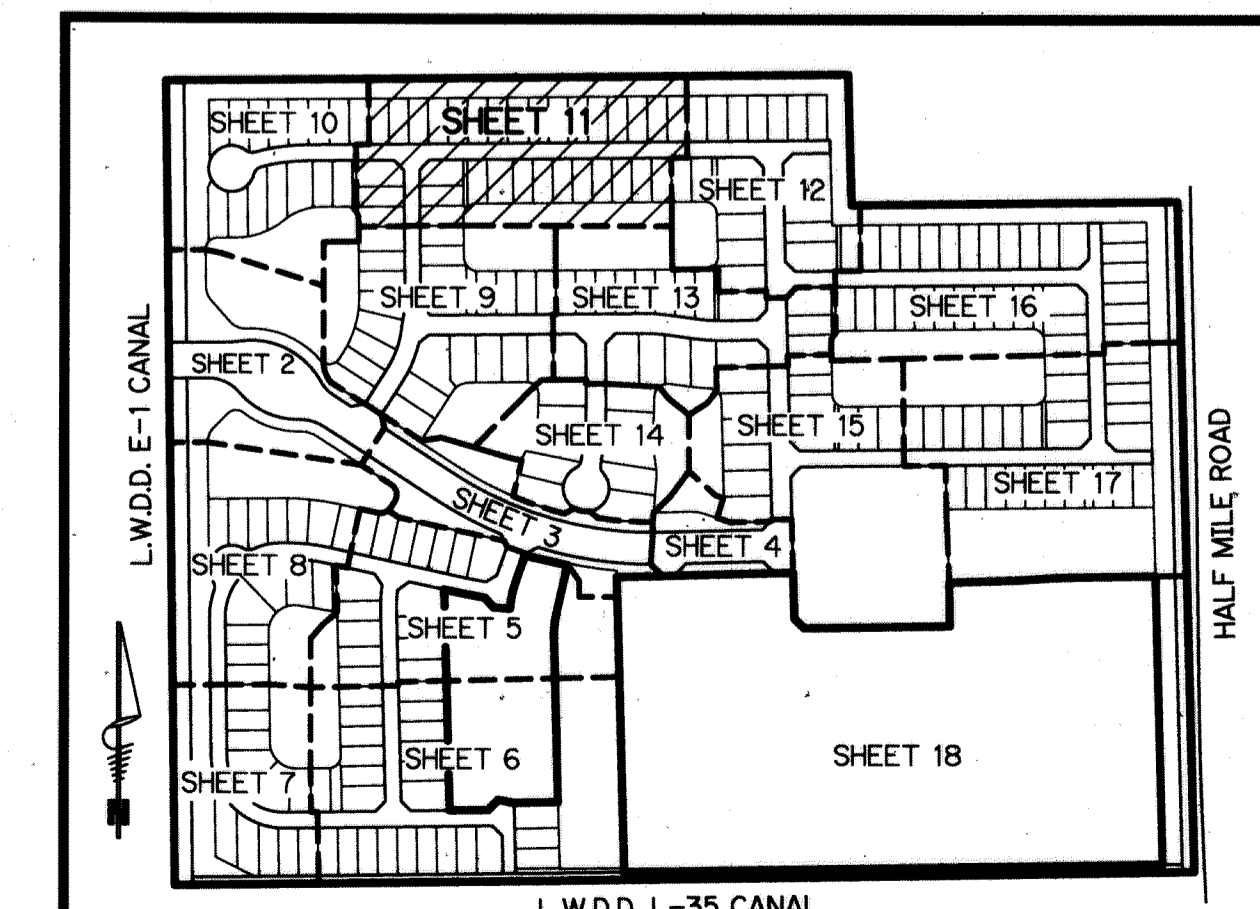 SHEET 10
SHEET 11
SHEET 12
SHEET 9
SHEET 13
SHEET 16
SHEET 2
L.W.D.D. E-1 CANAL
SHEET 14
SHEET 15
SHEET 17
HALF MILE ROAD
SHEET 3
SHEET 4
SHEET 8
SHEET 5
SHEET 6
SHEET 7
SHEET 18
L.W.D.D. L-35 CANAL